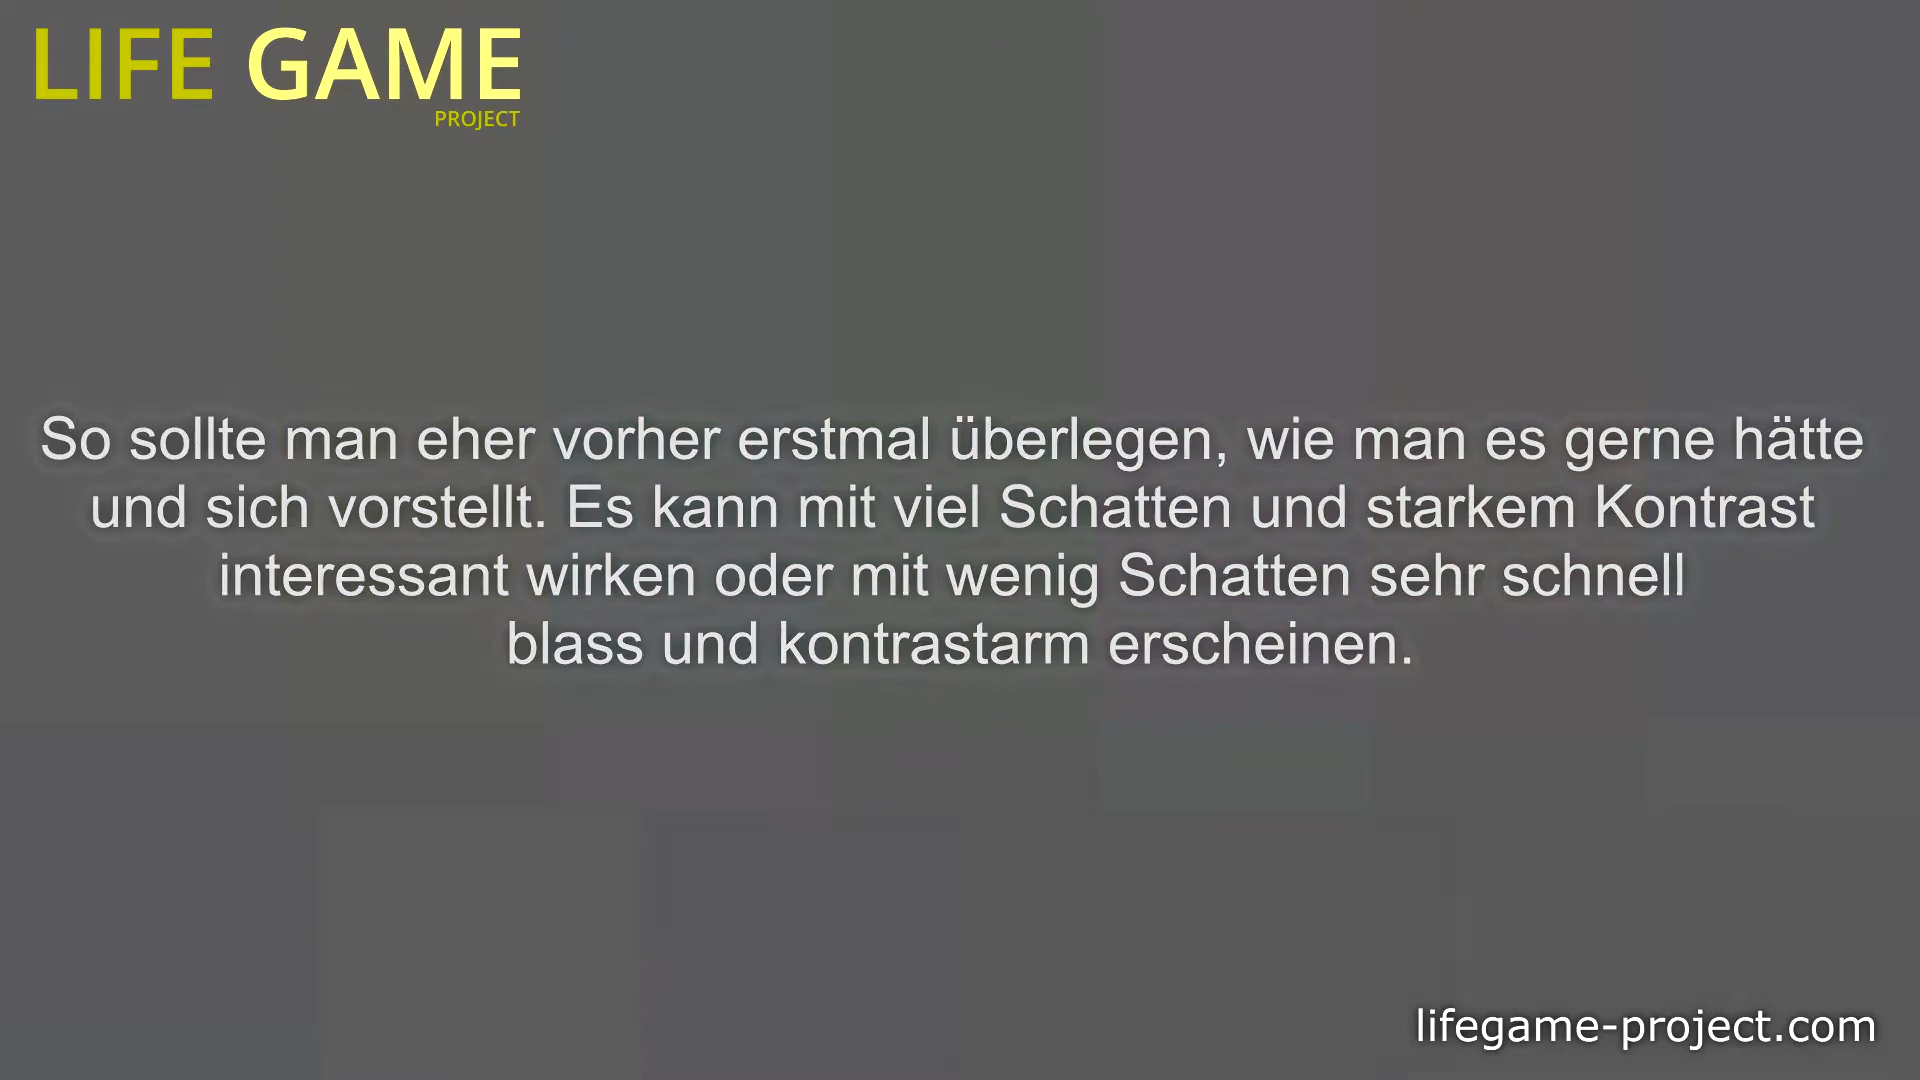 LIFE GAME
PROJECT
So sollte man eher vorher erstmal überlegen, wie man es gerne hätte
und sich vorstellt. Es kann mit viel Schatten und starkem Kontrast
interessant wirken oder mit wenig Schatten sehr schnell
blass und kontrastarm erscheinen.
lifegame-project.com